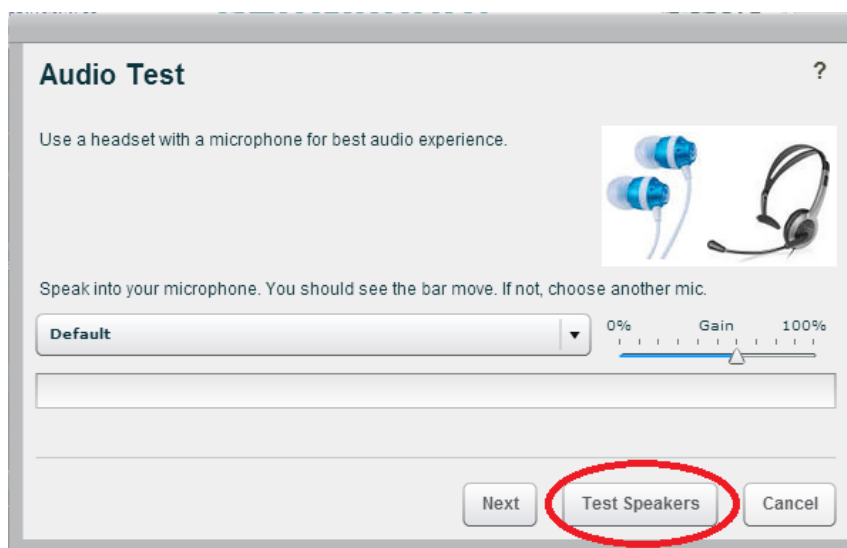 Audio Test
?
Use a headset with a microphone for best audio experience.
Speak into your microphone. You should see the bar move. If not, choose another mic.
Default
0% Gain 100%
Next Test Speakers Cancel